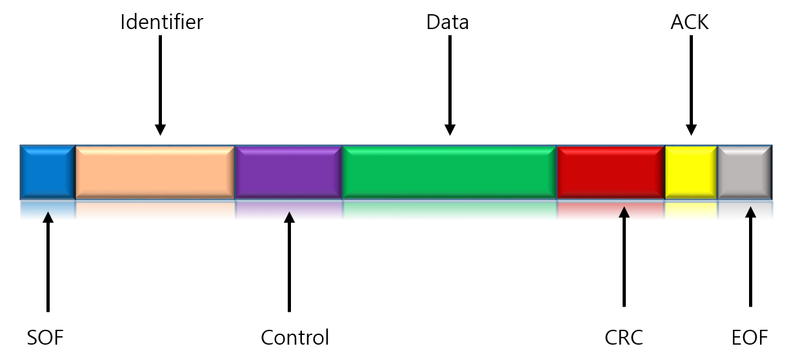 Identifier
Data
ACK
SOF
Control
CRC
EOF